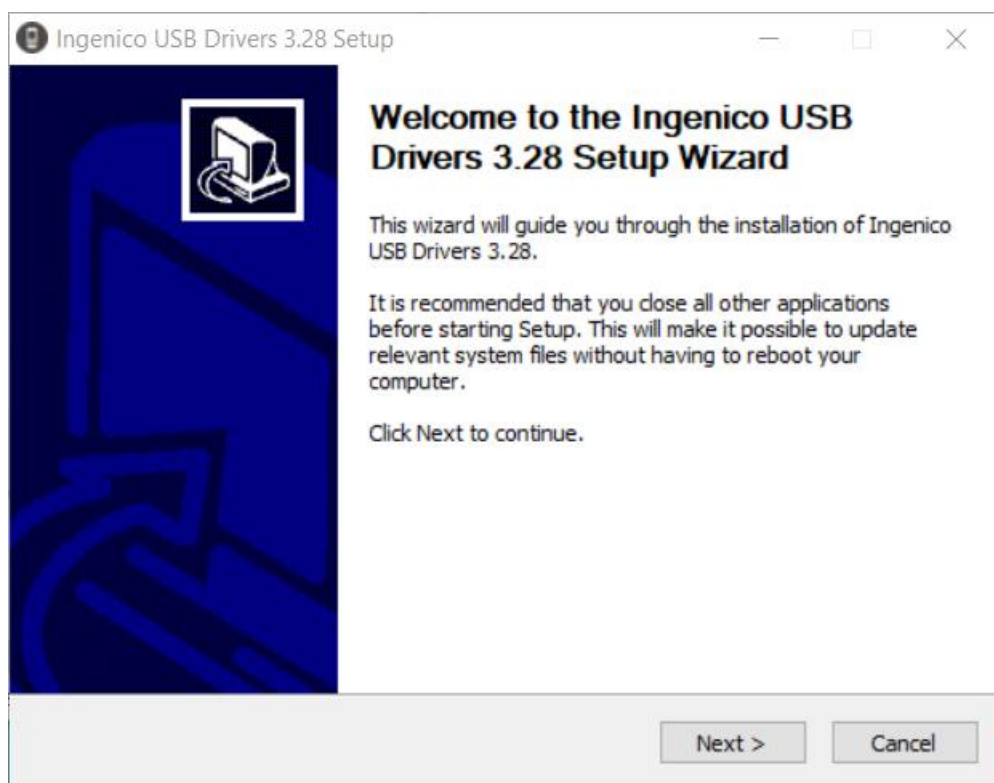 Ingenico USB Drivers 3.28 Setup
Welcome to the Ingenico USB
Drivers 3.28 Setup Wizard
This wizard will guide you through the installation of Ingenico
USB Drivers 3.28.
It is recommended that you close all other applications
before starting Setup. This will make it possible to update
relevant system files without having to reboot your
computer.
Click Next to continue.
Next >
Cancel